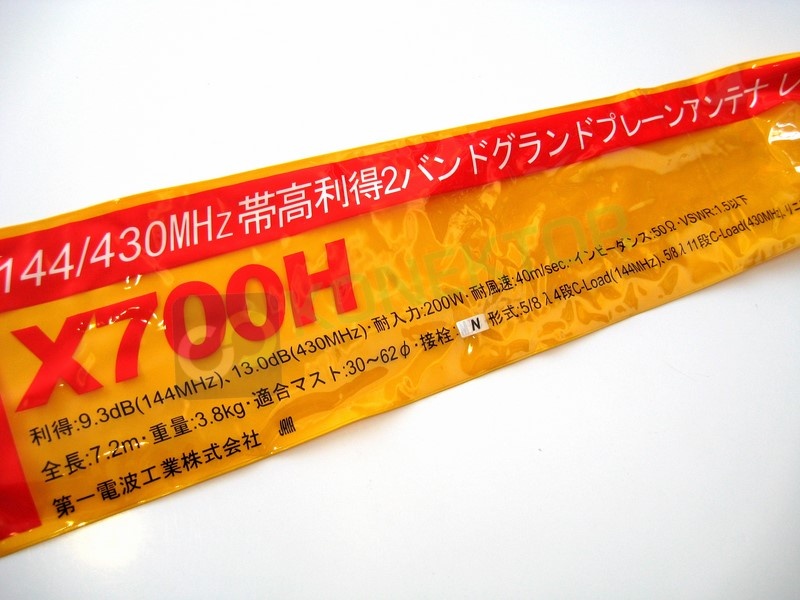 144/430MHz帯高利得2バンドグランドプレーンアンテナ レ
X700H
利得:9.3dB(144MHz)、13.0dB(430MHz)・耐入力:200W・耐風速:40m/sec・インピーダンス:50Ω・VSWR:1.5以下
全長:7.2m・重量:3.8kg・適合マスト:30〜62φ・接栓: N 形式:5/8λ4段C-Load(144MHz)、5/8λ11段C-Load(430MHz)、リニ
第一電波工業株式会社 JAIA
KONEKTOR